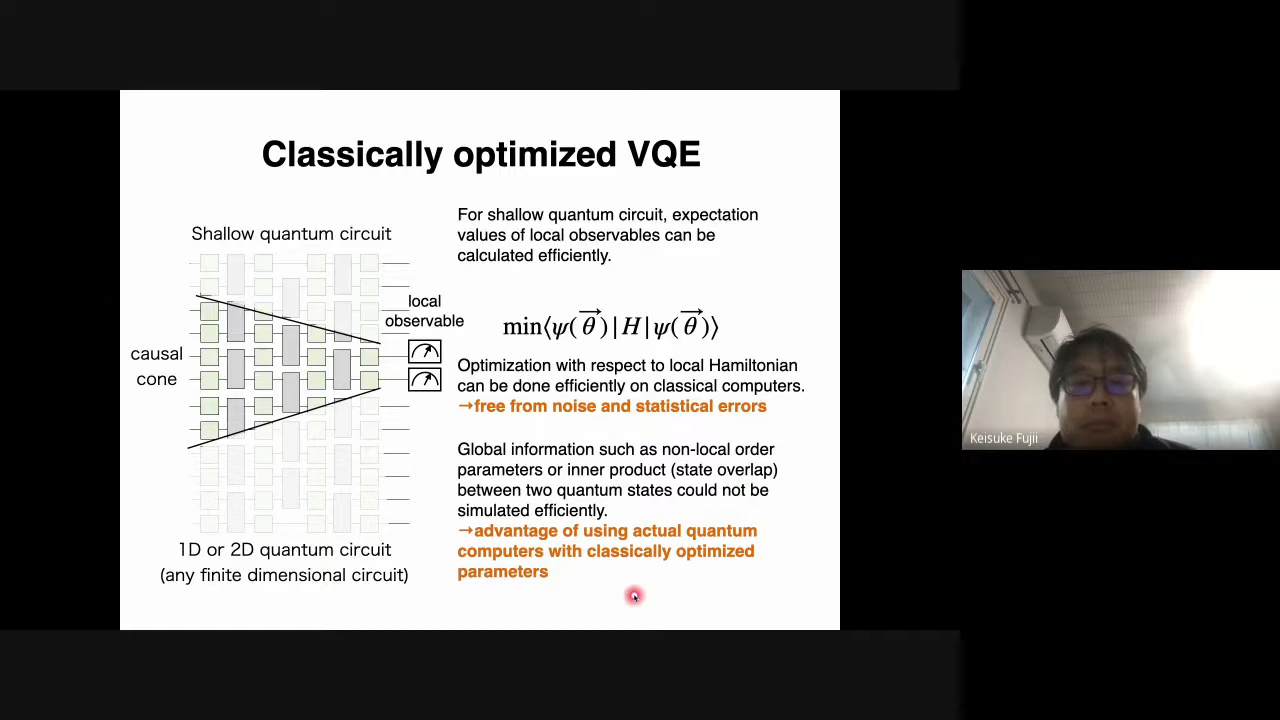 Classically optimized VQE
Shallow quantum circuit
local
observable
causal
cone
1D or 2D quantum circuit
(any finite dimensional circuit)
For shallow quantum circuit, expectation
values of local observables can be
calculated efficiently.
min⟨ψ(θ⃗)|H|ψ(θ⃗)⟩
Optimization with respect to local Hamiltonian
can be done efficiently on classical computers.
→free from noise and statistical errors
Global information such as non-local order
parameters or inner product (state overlap)
between two quantum states could not be
simulated efficiently.
→advantage of using actual quantum
computers with classically optimized
parameters
Keisuke Fujii